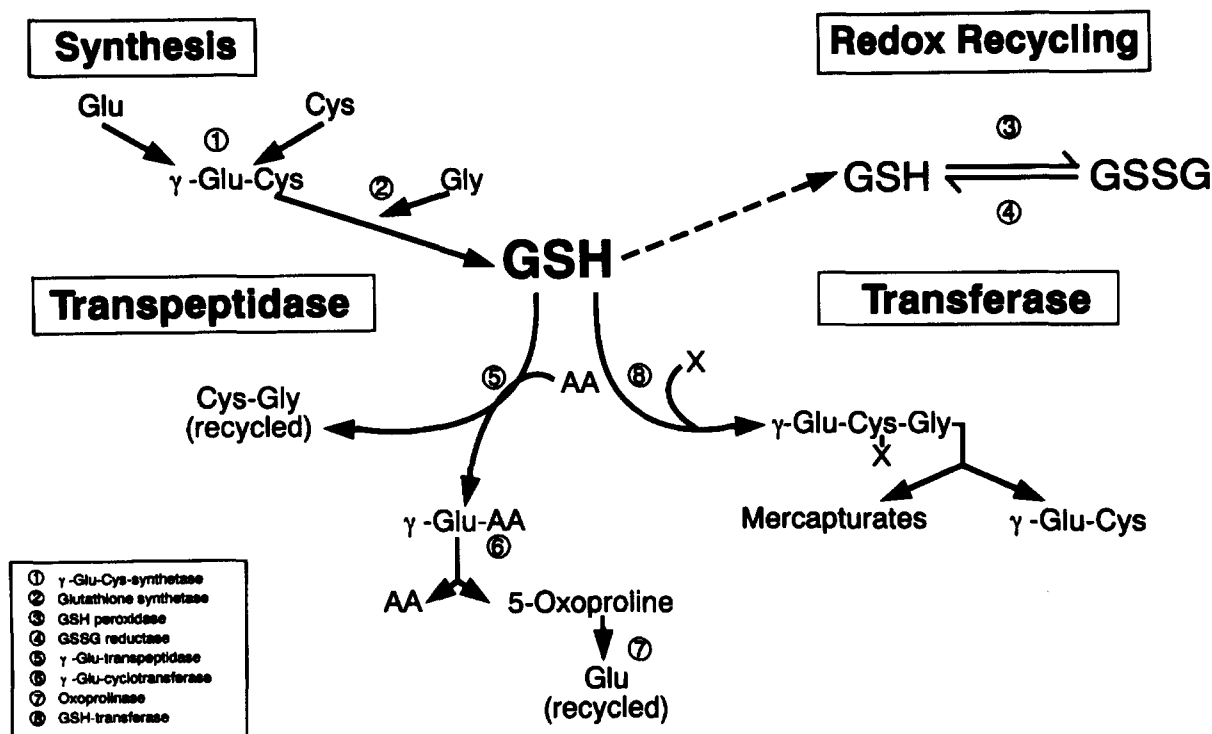 Synthesis
Redox Recycling
Glu
Cys
①
γ-Glu-Cys
②
Gly
③
GSH
GSSG
④
GSH
Transpeptidase
Transferase
⑤
AA
⑧
X
Cys-Gly
(recycled)
γ-Glu-Cys-Gly
X
Mercapturates
γ-Glu-Cys
γ-Glu-AA
⑥
AA
5-Oxoproline
⑦
Glu
(recycled)
① γ-Glu-Cys-synthetase
② Glutathione synthetase
③ GSH peroxidase
④ GSSG reductase
⑤ γ-Glu-transpeptidase
⑥ γ-Glu-cyclotransferase
⑦ Oxoprolinase
⑧ GSH-transferase